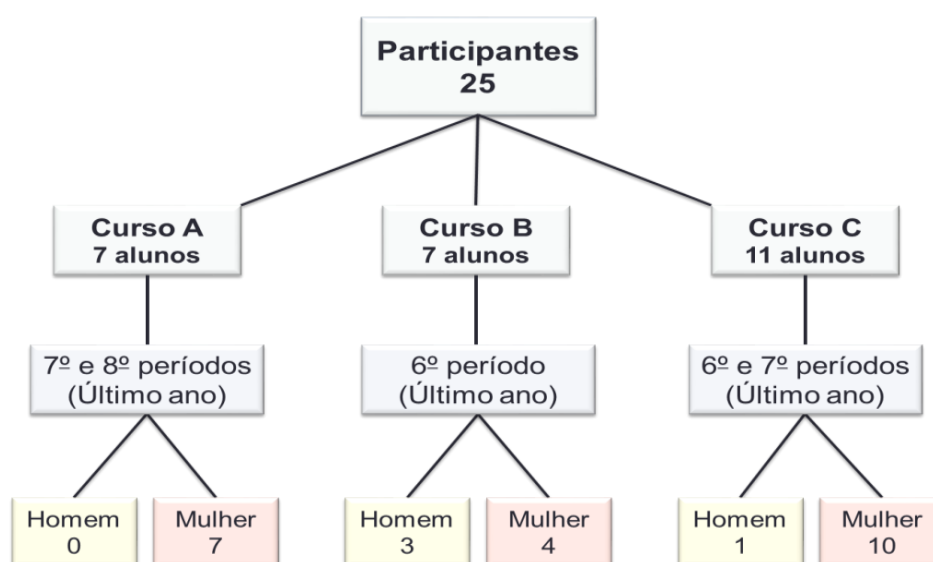 Participantes
25
Curso A
7 alunos
Curso B
7 alunos
Curso C
11 alunos
7º e 8º períodos
(Último ano)
6º período
(Último ano)
6º e 7º períodos
(Último ano)
Homem
0
Mulher
7
Homem
3
Mulher
4
Homem
1
Mulher
10